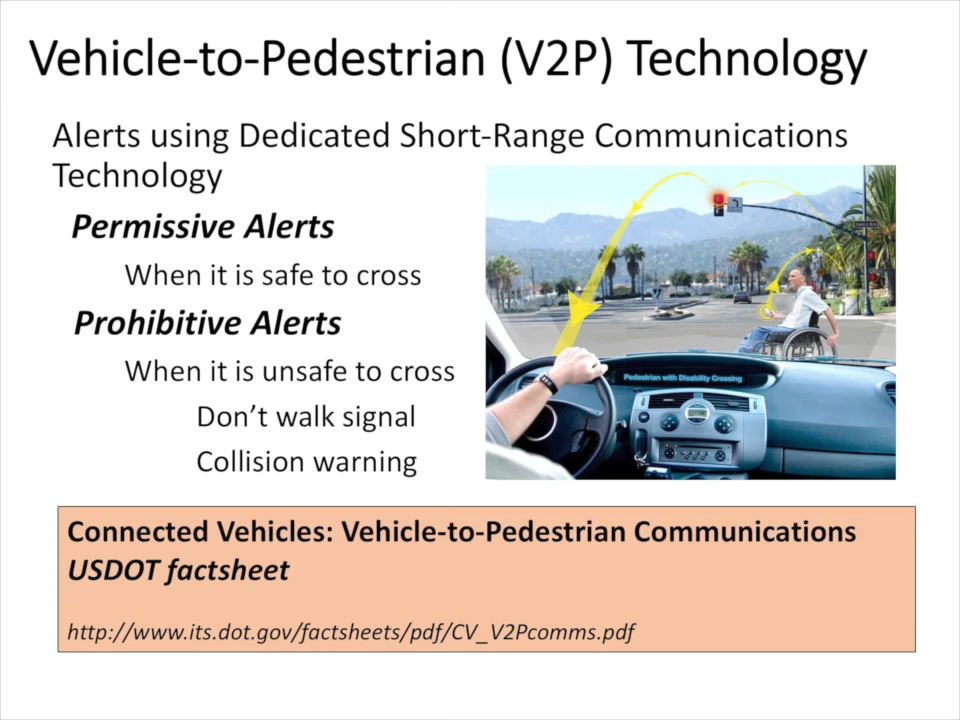 Vehicle-to-Pedestrian (V2P) Technology
Alerts using Dedicated Short-Range Communications
Technology
Permissive Alerts
When it is safe to cross
Prohibitive Alerts
When it is unsafe to cross
Don’t walk signal
Collision warning
Pedestrian with Disability Crossing
Connected Vehicles: Vehicle-to-Pedestrian Communications
USDOT factsheet
http://www.its.dot.gov/factsheets/pdf/CV_V2Pcomms.pdf